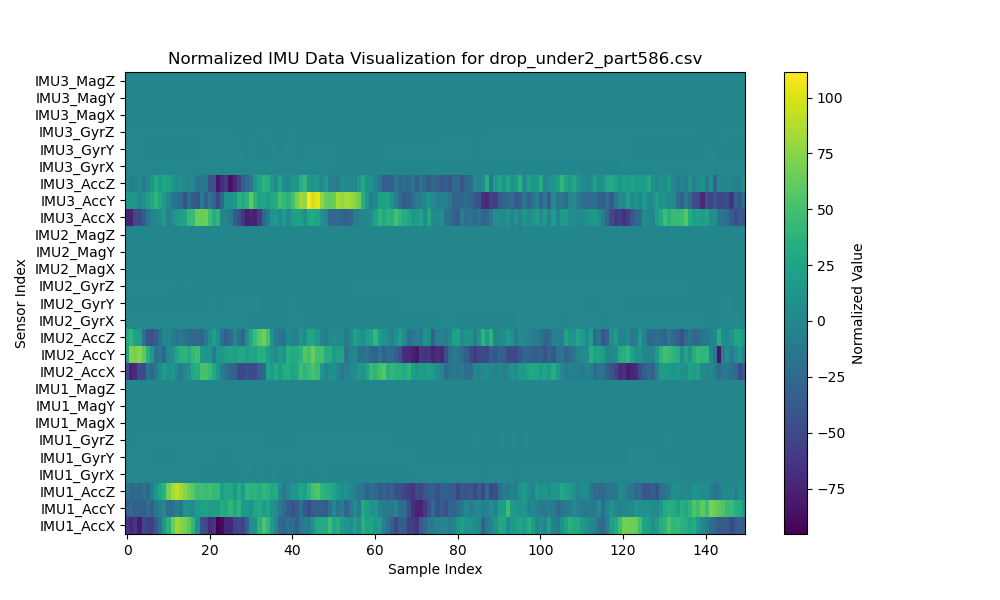 Normalized IMU Data Visualization for drop_under2_part586.csv
IMU3_MagZ
IMU3_MagY
IMU3_MagX
IMU3_GyrZ
IMU3_GyrY
IMU3_GyrX
IMU3_AccZ
IMU3_AccY
IMU3_AccX
IMU2_MagZ
IMU2_MagY
IMU2_MagX
IMU2_GyrZ
IMU2_GyrY
IMU2_GyrX
IMU2_AccZ
IMU2_AccY
IMU2_AccX
IMU1_MagZ
IMU1_MagY
IMU1_MagX
IMU1_GyrZ
IMU1_GyrY
IMU1_GyrX
IMU1_AccZ
IMU1_AccY
IMU1_AccX
Sensor Index
0 20 40 60 80 100 120 140
Sample Index
100
75
50
25
0
−25
−50
−75
Normalized Value